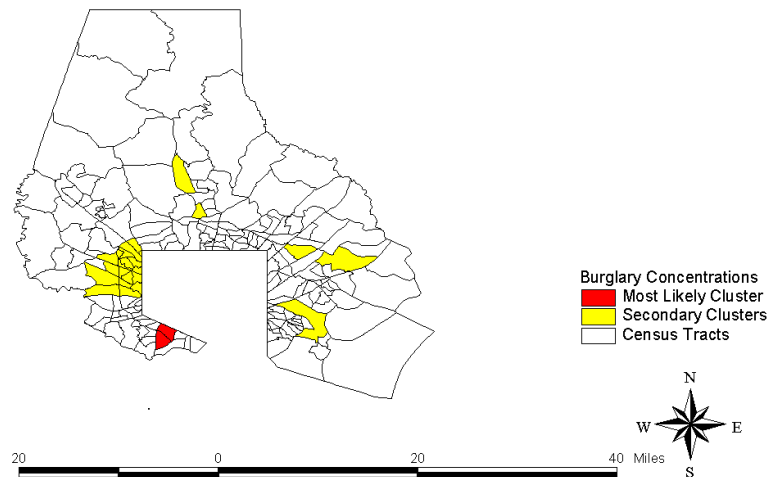 Burglary Concentrations
Most Likely Cluster
Secondary Clusters
Census Tracts
N
W E
S
20 0 20 40 Miles